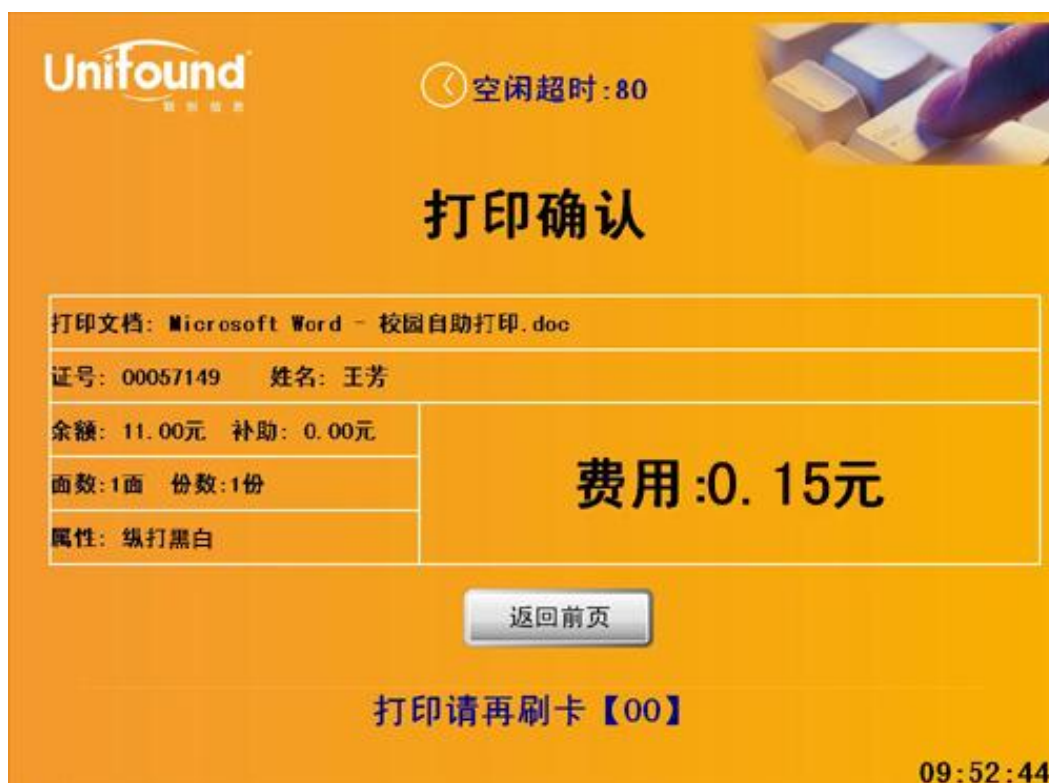 Unifound
空闲超时:80
打印确认
打印文档: Microsoft Word - 校园自助打印.doc
证号: 00057149 姓名: 王芳
余额: 11.00元 补助: 0.00元
面数:1面 份数:1份
属性: 纵打黑白
费用:0.15元
返回前页
打印请再刷卡【00】
09:52:44